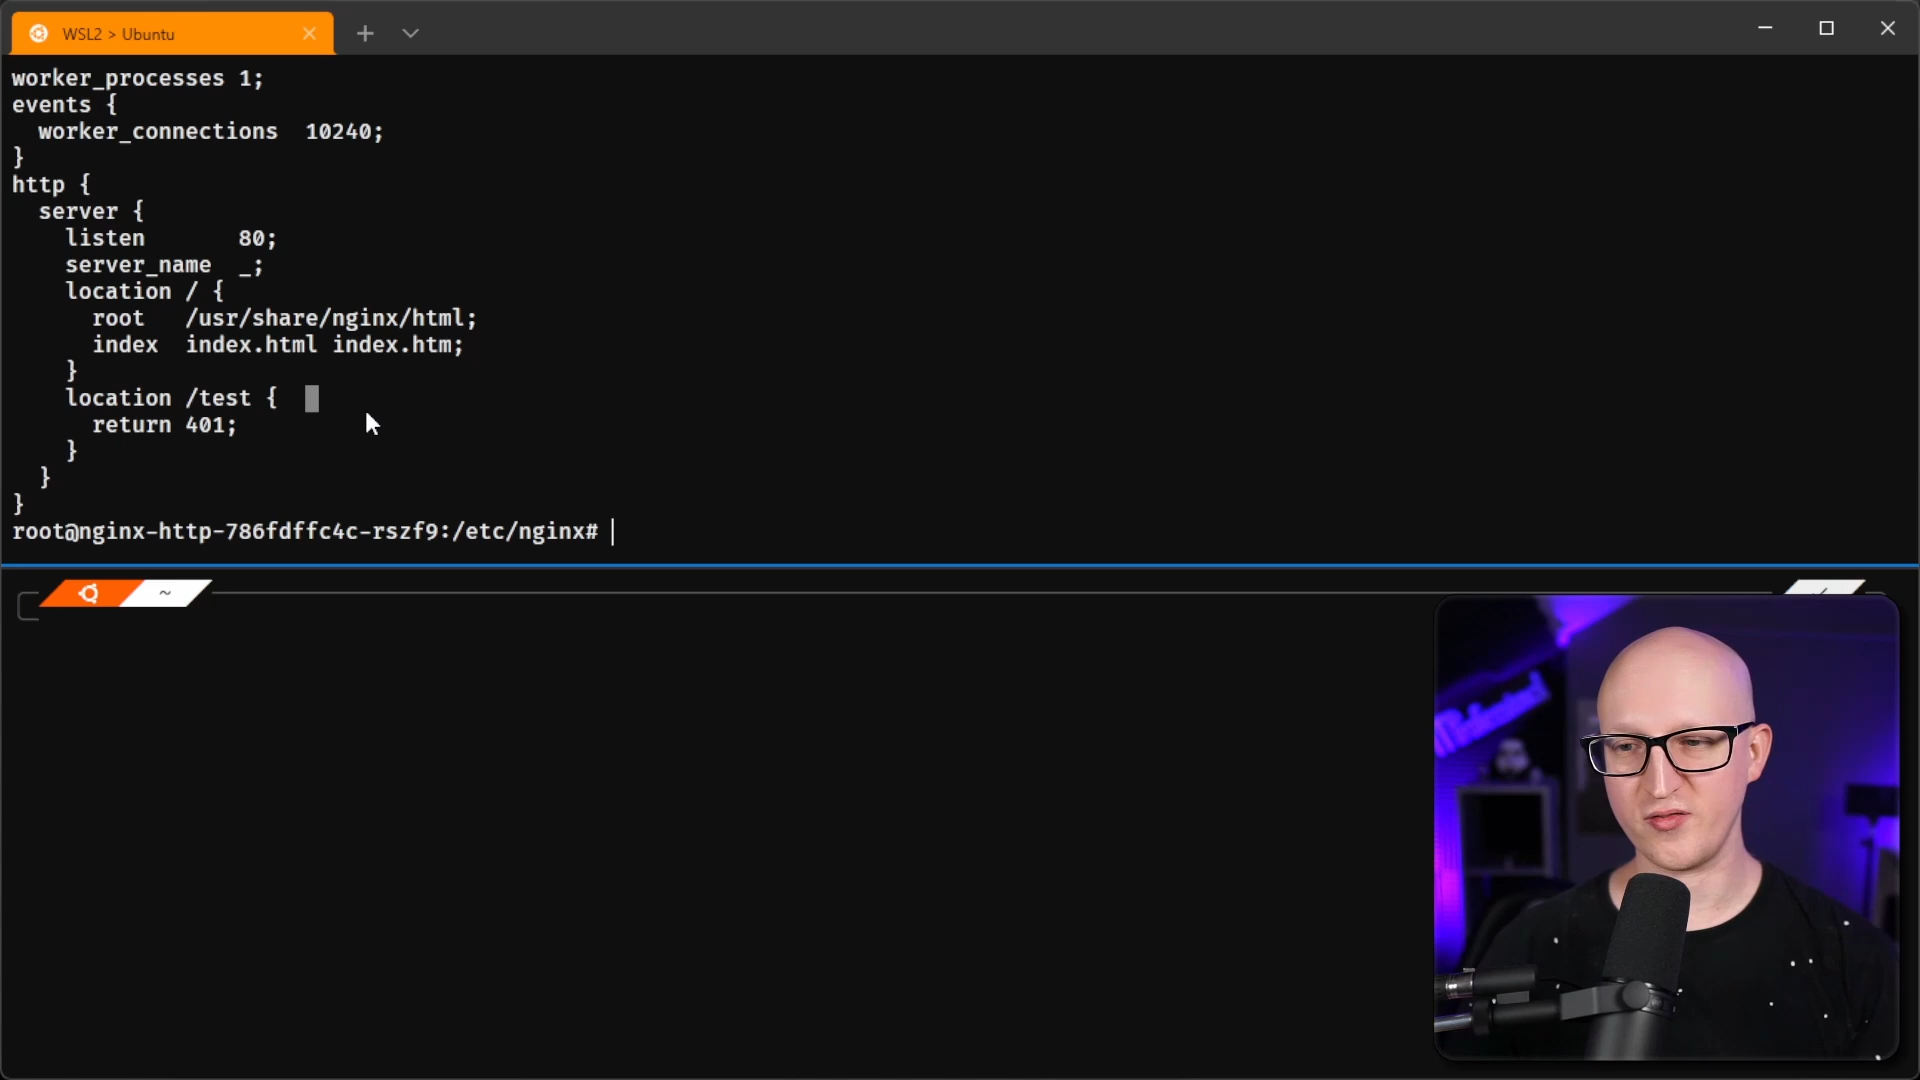 WSL2 > Ubuntu
worker_processes 1;
events {
  worker_connections  10240;
}
http {
  server {
    listen       80;
    server_name  _;
    location / {
      root   /usr/share/nginx/html;
      index  index.html index.htm;
    }
    location /test {
      return 401;
    }
  }
}
root@nginx-http-786fdffc4c-rszf9:/etc/nginx#
~